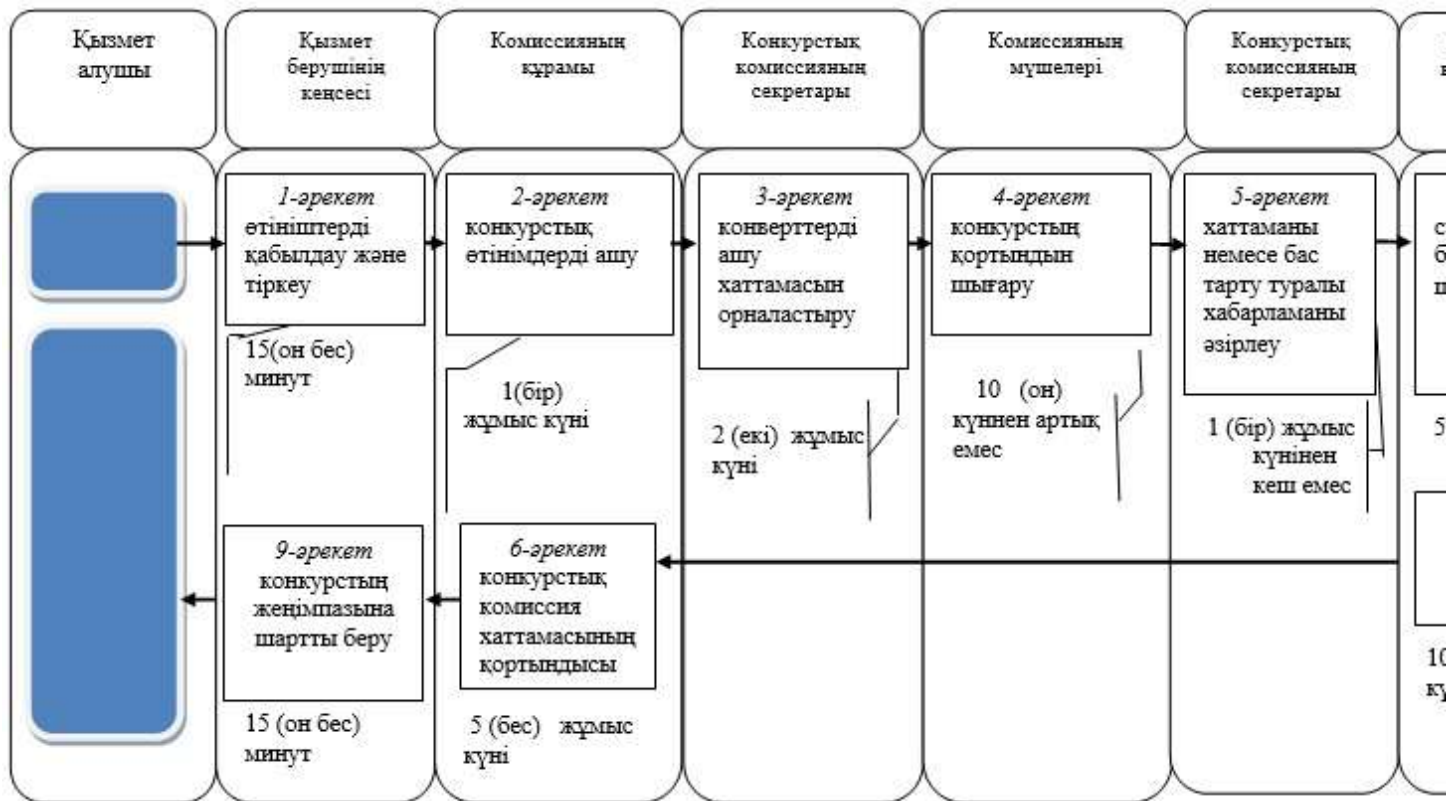 Қызмет
алушы
Қызмет
берушінің
кеңсесі
Комиссияның
құрамы
Конкурстық
комиссияның
секретары
Комиссияның
мүшелері
Конкурстық
комиссияның
секретары
1-әрекет
өтініштерді
қабылдау және
тіркеу
15(он бес)
минут
2-әрекет
конкурстық
өтінімдерді ашу
1(бір)
жұмыс күні
3-әрекет
конверттерді
ашу
хаттамасын
орналастыру
2 (екі) жұмыс
күні
4-әрекет
конкурстың
қортындын
шығару
10 (он)
күннен артық
емес
5-әрекет
хаттаманы
немесе бас
тарту туралы
хабарламаны
әзірлеу
1 (бір) жұмыс
күнінен
кеш емес
5
9-әрекет
конкурстың
жеңімпазына
шартты беру
15 (он бес)
минут
6-әрекет
конкурстық
комиссия
хаттамасының
қортындысы
5 (бес) жұмыс
күні
10